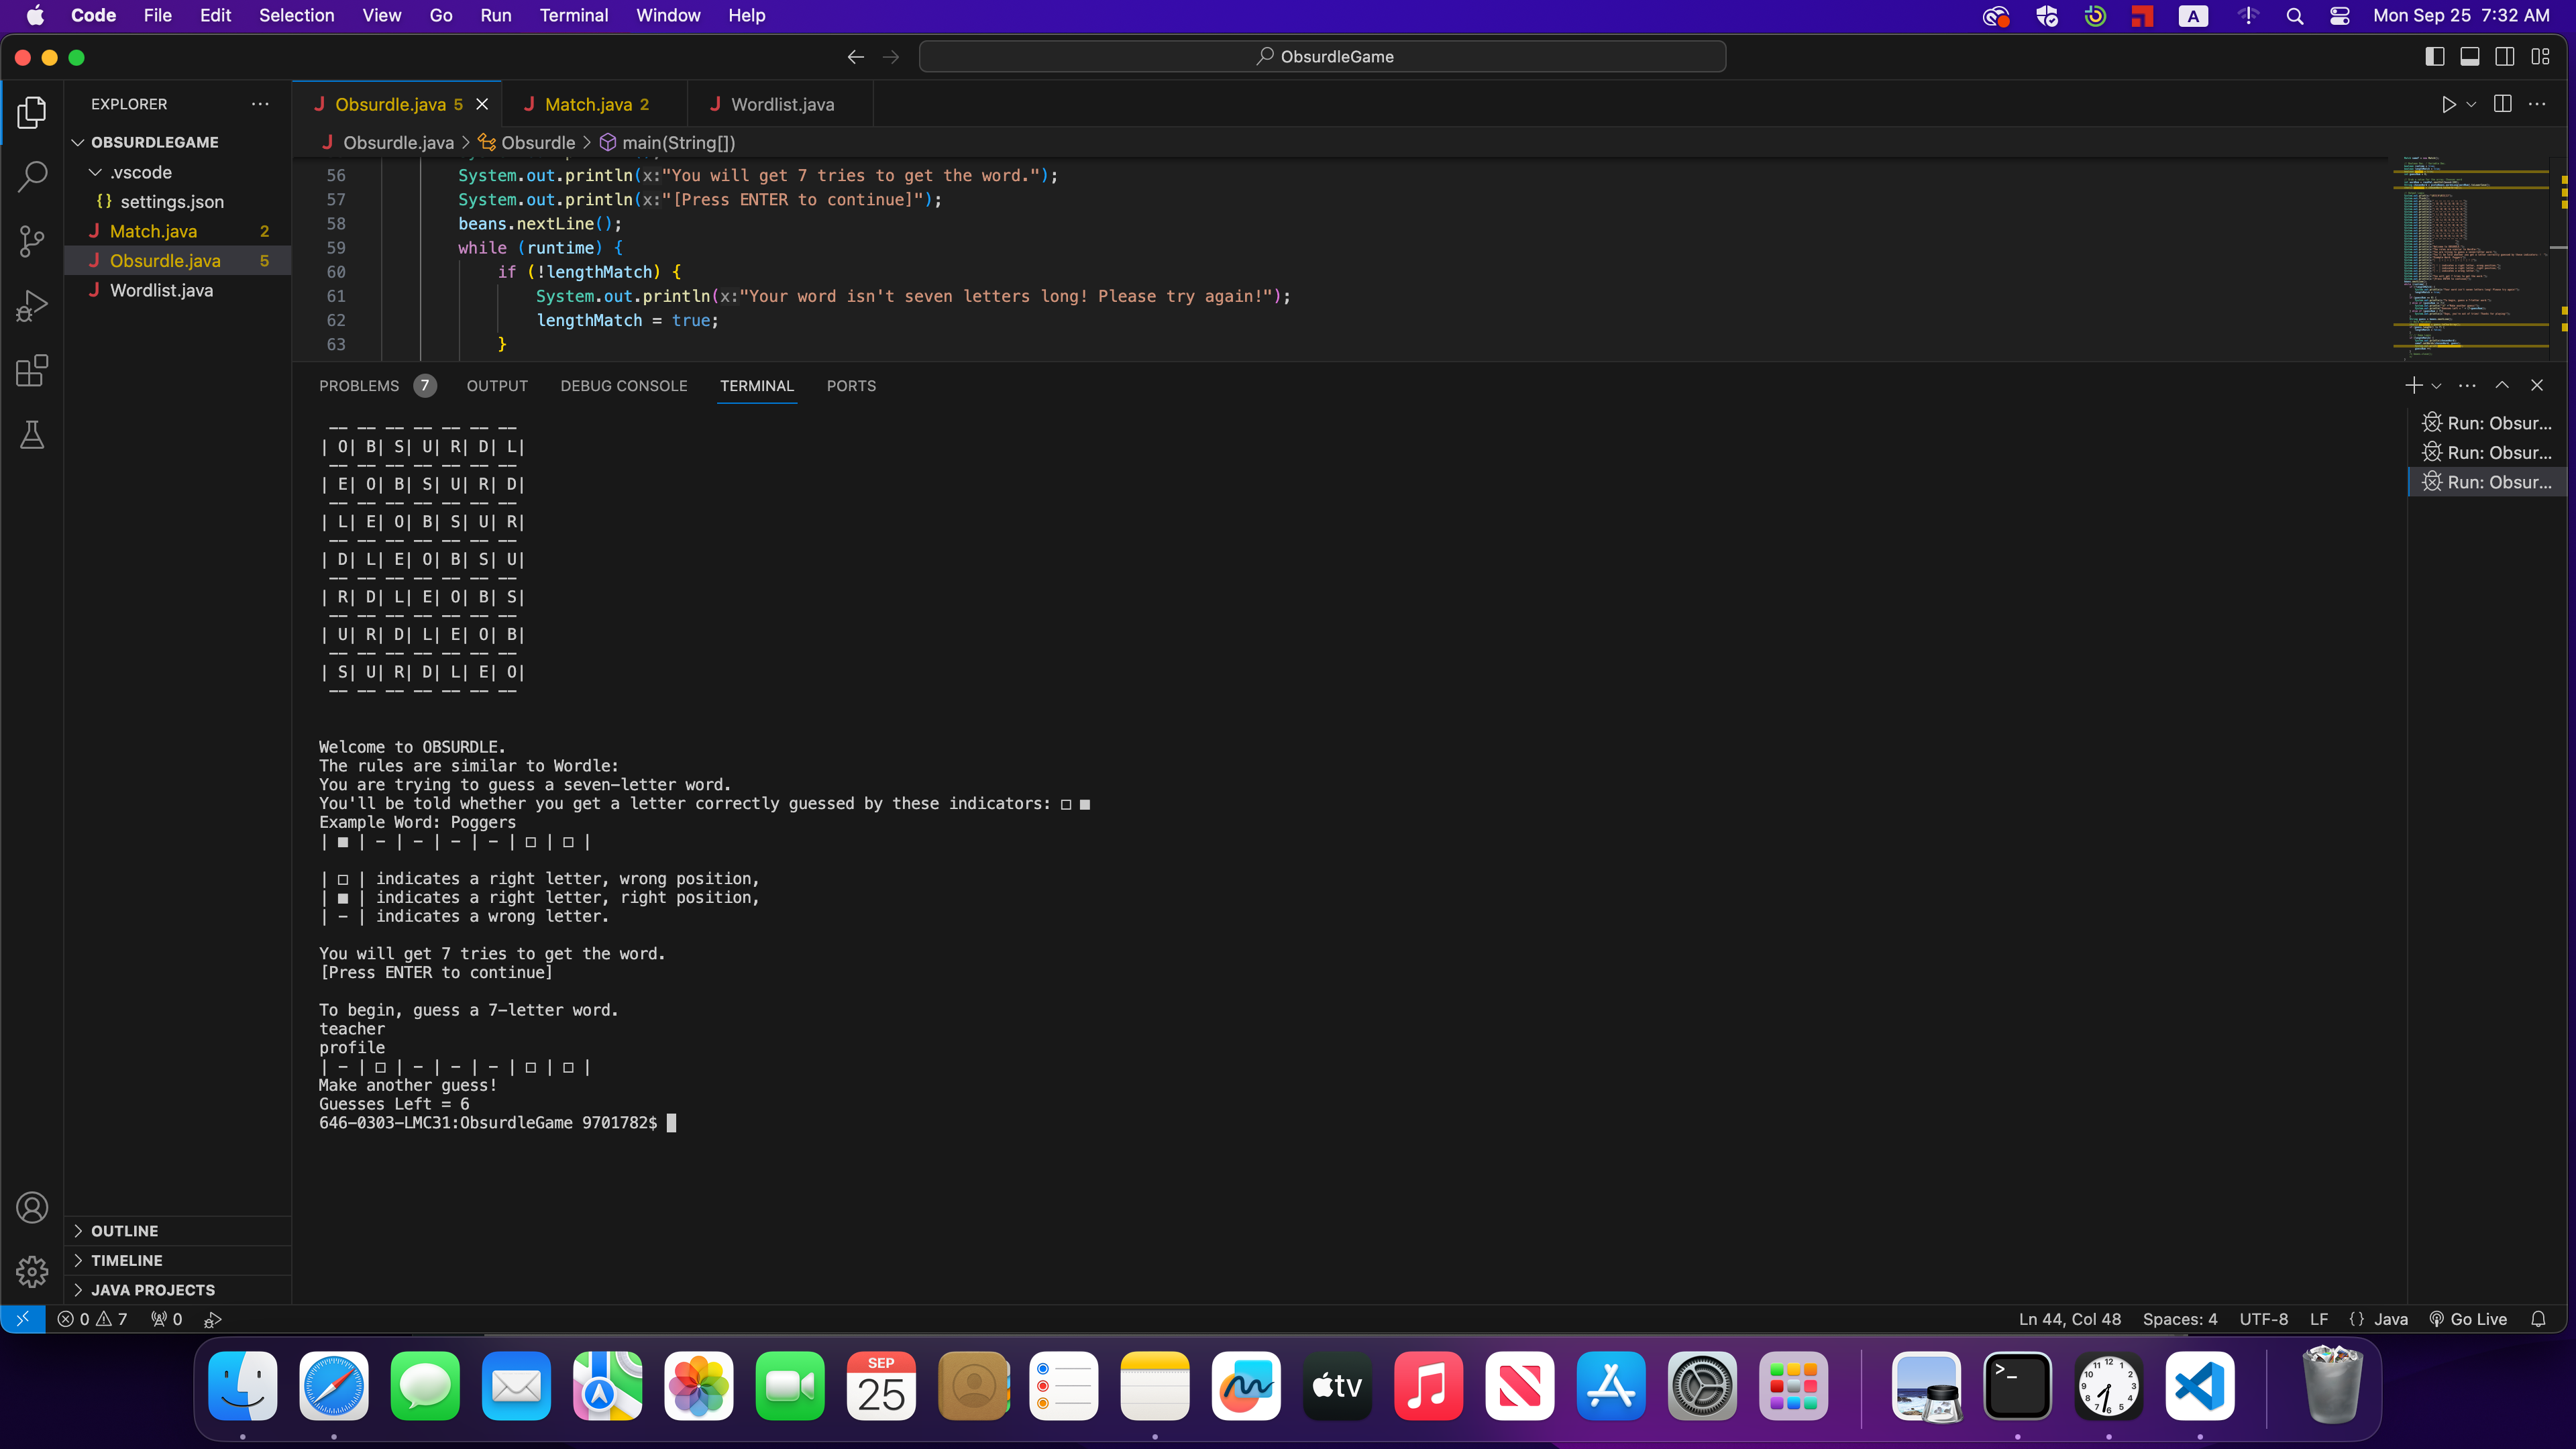 Code File Edit Selection View Go Run Terminal Window Help
A Mon Sep 25 7:32 AM
ObsurdleGame
EXPLORER
OBSURDLEGAME
.vscode
{} settings.json
J Match.java 2
J Obsurdle.java 5
J Wordlist.java
OUTLINE
TIMELINE
JAVA PROJECTS
J Obsurdle.java 5 J Match.java 2 J Wordlist.java
J Obsurdle.java > Obsurdle > main(String[])
56 System.out.println(x:"You will get 7 tries to get the word.");
57 System.out.println(x:"[Press ENTER to continue]");
58 beans.nextLine();
59 while (runtime) {
60 if (!lengthMatch) {
61 System.out.println(x:"Your word isn't seven letters long! Please try again!");
62 lengthMatch = true;
63 }
PROBLEMS 7 OUTPUT DEBUG CONSOLE TERMINAL PORTS
-- -- -- -- -- -- --
| O| B| S| U| R| D| L|
-- -- -- -- -- -- --
| E| O| B| S| U| R| D|
-- -- -- -- -- -- --
| L| E| O| B| S| U| R|
-- -- -- -- -- -- --
| D| L| E| O| B| S| U|
-- -- -- -- -- -- --
| R| D| L| E| O| B| S|
-- -- -- -- -- -- --
| U| R| D| L| E| O| B|
-- -- -- -- -- -- --
| S| U| R| D| L| E| O|
-- -- -- -- -- -- --
Welcome to OBSURDLE.
The rules are similar to Wordle:
You are trying to guess a seven-letter word.
You'll be told whether you get a letter correctly guessed by these indicators: □ ■
Example Word: Poggers
| ■ | - | - | - | - | □ | □ |
| □ | indicates a right letter, wrong position,
| ■ | indicates a right letter, right position,
| - | indicates a wrong letter.
You will get 7 tries to get the word.
[Press ENTER to continue]
To begin, guess a 7-letter word.
teacher
profile
| - | □ | - | - | - | □ | □ |
Make another guess!
Guesses Left = 6
646-0303-LMC31:ObsurdleGame 9701782$
Run: Obsur...
Run: Obsur...
Run: Obsur...
0 7 0
Ln 44, Col 48 Spaces: 4 UTF-8 LF {} Java Go Live
SEP
25
tv